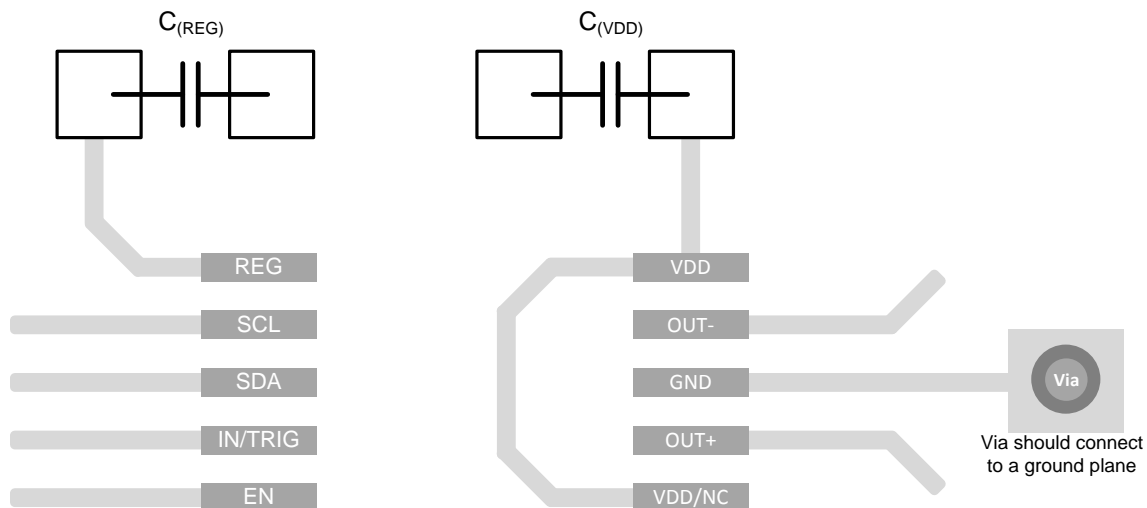 C(REG)
C(VDD)
REG
SCL
SDA
IN/TRIG
EN
VDD
OUT-
GND
OUT+
VDD/NC
Via
Via should connect
to a ground plane